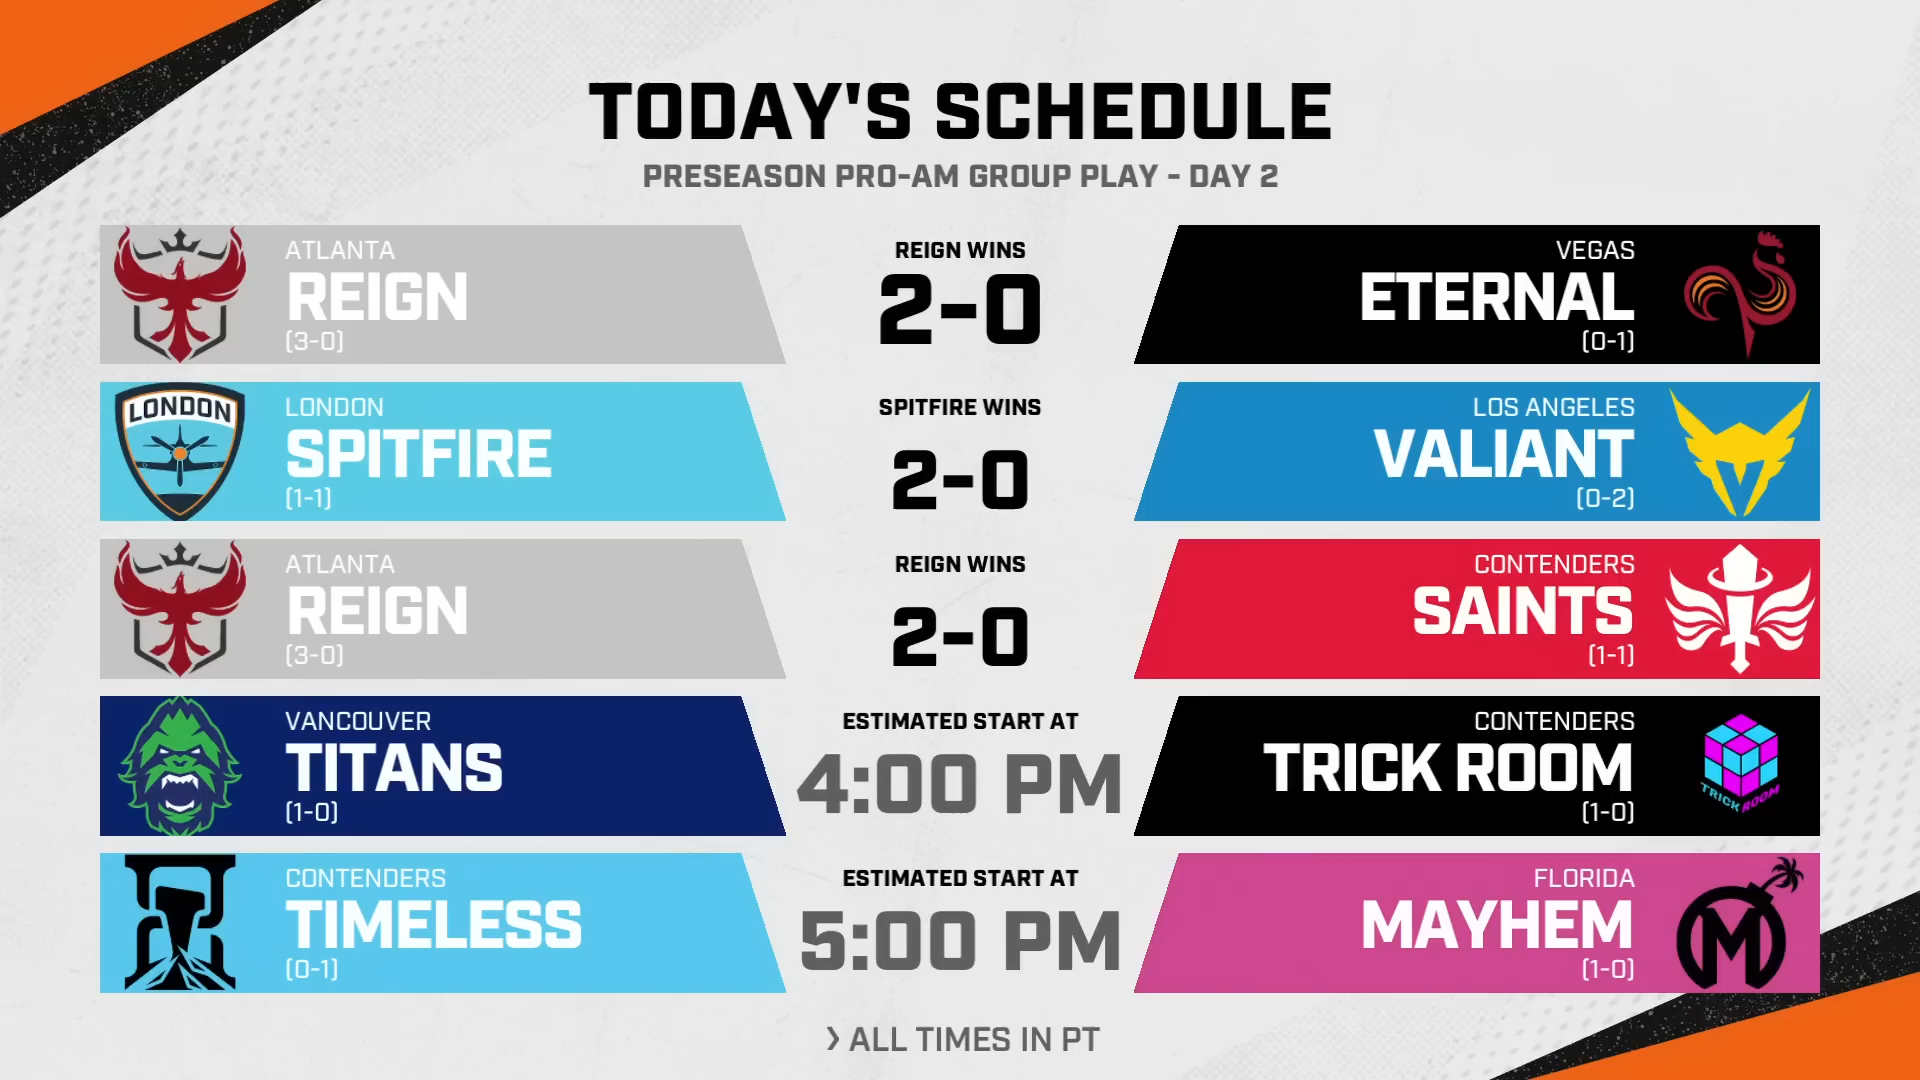 TODAY'S SCHEDULE
PRESEASON PRO-AM GROUP PLAY - DAY 2
ATLANTA
REIGN
(3-0)
REIGN WINS
2-0
VEGAS
ETERNAL
(0-1)
LONDON
LONDON
SPITFIRE
(1-1)
SPITFIRE WINS
2-0
LOS ANGELES
VALIANT
(0-2)
ATLANTA
REIGN
(3-0)
REIGN WINS
2-0
CONTENDERS
SAINTS
(1-1)
VANCOUVER
TITANS
(1-0)
ESTIMATED START AT
4:00 PM
CONTENDERS
TRICK ROOM
(1-0)
TRICK ROOM
CONTENDERS
TIMELESS
(0-1)
ESTIMATED START AT
5:00 PM
FLORIDA
MAYHEM
(1-0)
M
❯ ALL TIMES IN PT